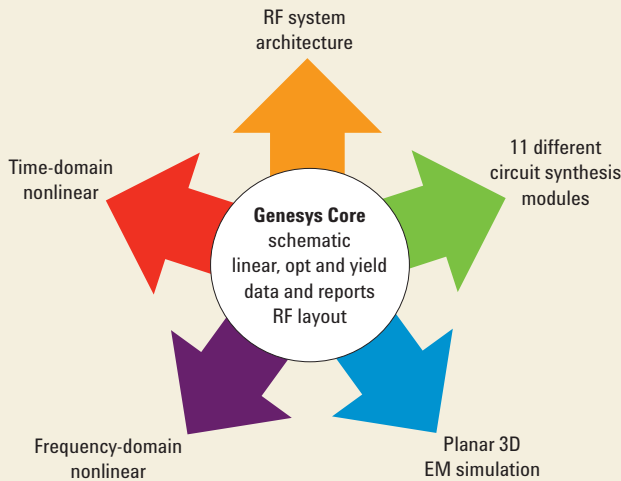 RF system
architecture
11 different
circuit synthesis
modules
Time-domain
nonlinear
Genesys Core
schematic
linear, opt and yield
data and reports
RF layout
Frequency-domain
nonlinear
Planar 3D
EM simulation